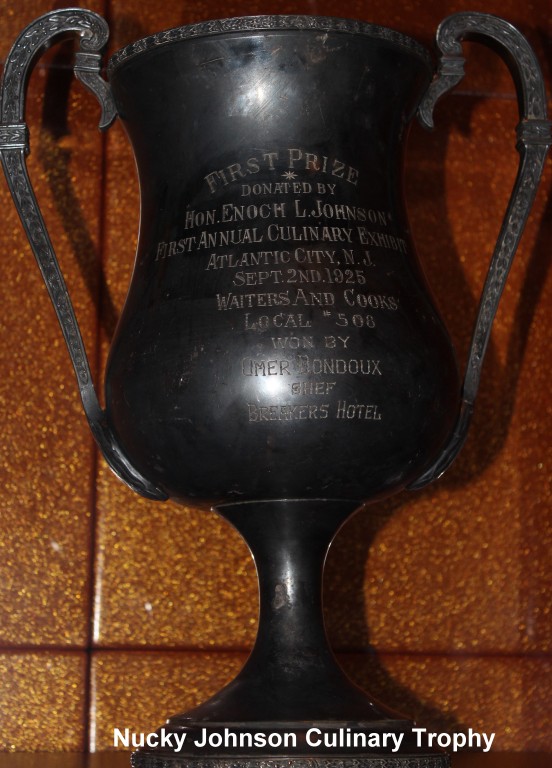 FIRST PRIZE
DONATED BY
HON. ENOCH L. JOHNSON
FIRST ANNUAL CULINARY EXHIBIT
ATLANTIC CITY, N. J.
SEPT. 2ND. 1925
WAITERS AND COOKS
LOCAL # 508
WON BY
OMER BONDOUX
CHEF
BREAKERS HOTEL
Nucky Johnson Culinary Trophy